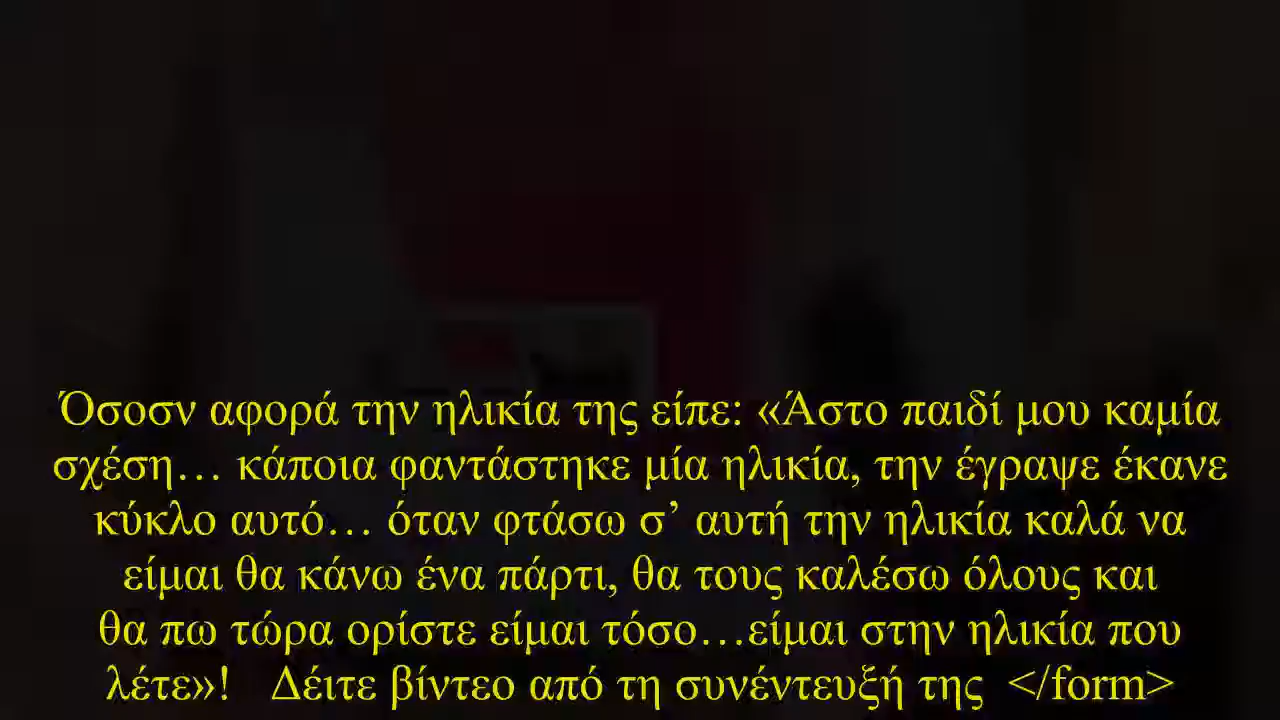 Όσοσν αφορά την ηλικία της είπε: «Άστο παιδί μου καμία
σχέση… κάποια φαντάστηκε μία ηλικία, την έγραψε έκανε
κύκλο αυτό… όταν φτάσω σ’ αυτή την ηλικία καλά να
είμαι θα κάνω ένα πάρτι, θα τους καλέσω όλους και
θα πω τώρα ορίστε είμαι τόσο…είμαι στην ηλικία που
λέτε»! Δείτε βίντεο από τη συνέντευξή της </form>